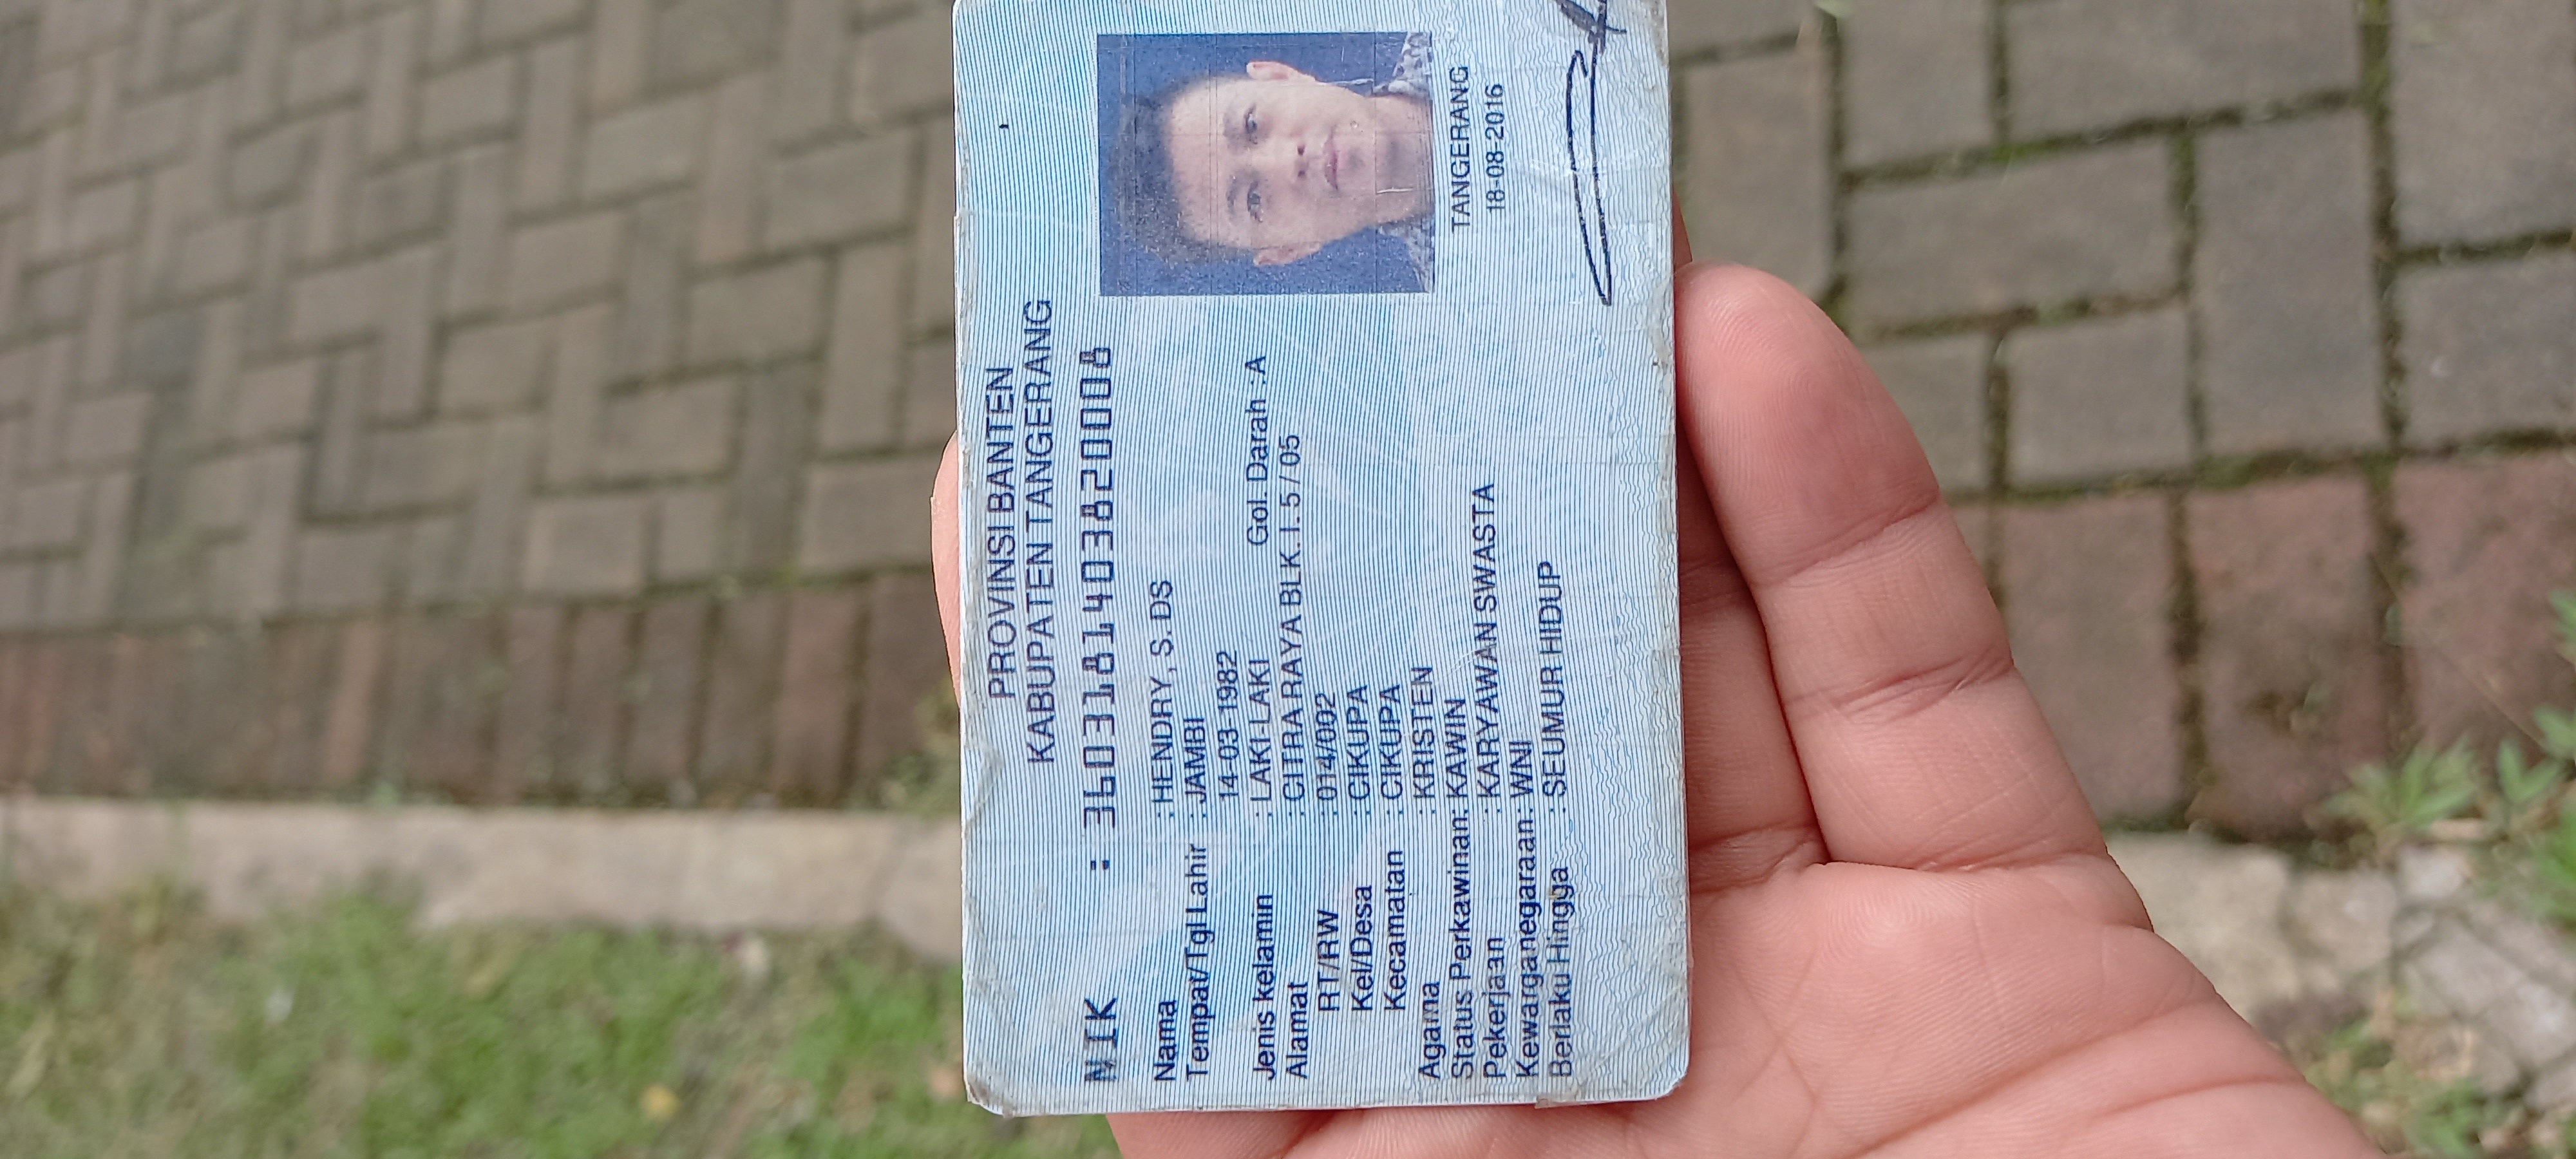 PROVINSI BANTEN
KABUPATEN TANGERANG
NIK : 3603181403820008
Nama : HENDRY, S. DS
Tempat/Tgl Lahir : JAMBI
14-03-1982
Jenis kelamin : LAKI-LAKI Gol. Darah : A
Alamat : CITRA RAYA BLK. I. 5 / 05
RT/RW : 014/002
Kel/Desa : CIKUPA
Kecamatan : CIKUPA
Agama : KRISTEN
Status Perkawinan: KAWIN
Pekerjaan : KARYAWAN SWASTA
Kewarganegaraan: WNI
Berlaku Hingga : SEUMUR HIDUP
TANGERANG
18-08-2016